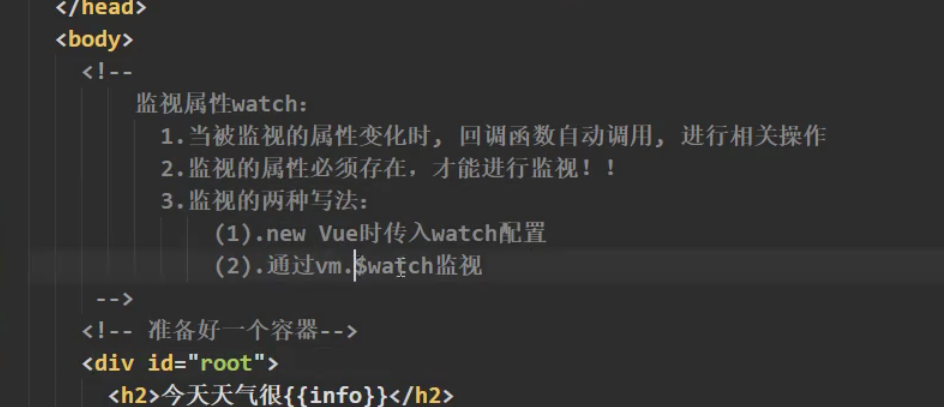 </head>
<body>
<!--
监视属性watch：
1.当被监视的属性变化时, 回调函数自动调用, 进行相关操作
2.监视的属性必须存在，才能进行监视！！
3.监视的两种写法：
(1).new Vue时传入watch配置
(2).通过vm.$watch监视
-->
<!-- 准备好一个容器-->
<div id="root">
<h2>今天天气很{{info}}</h2>